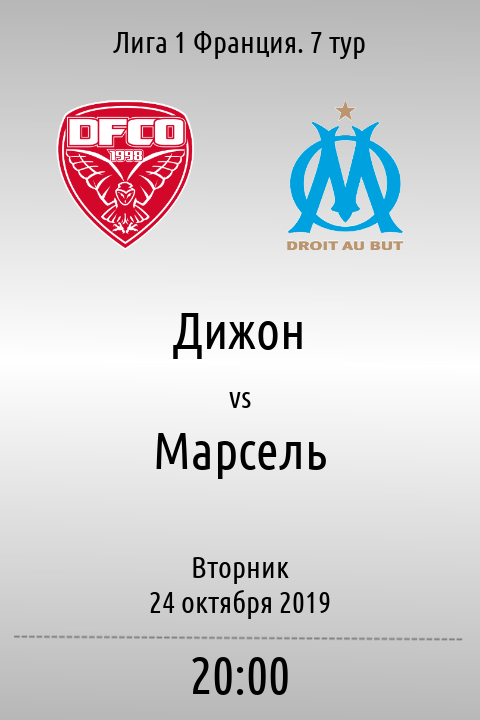 Лига 1 Франция. 7 тур
DFCO
1998
DROIT AU BUT
Дижон
vs
Марсель
Вторник
24 октября 2019
20:00